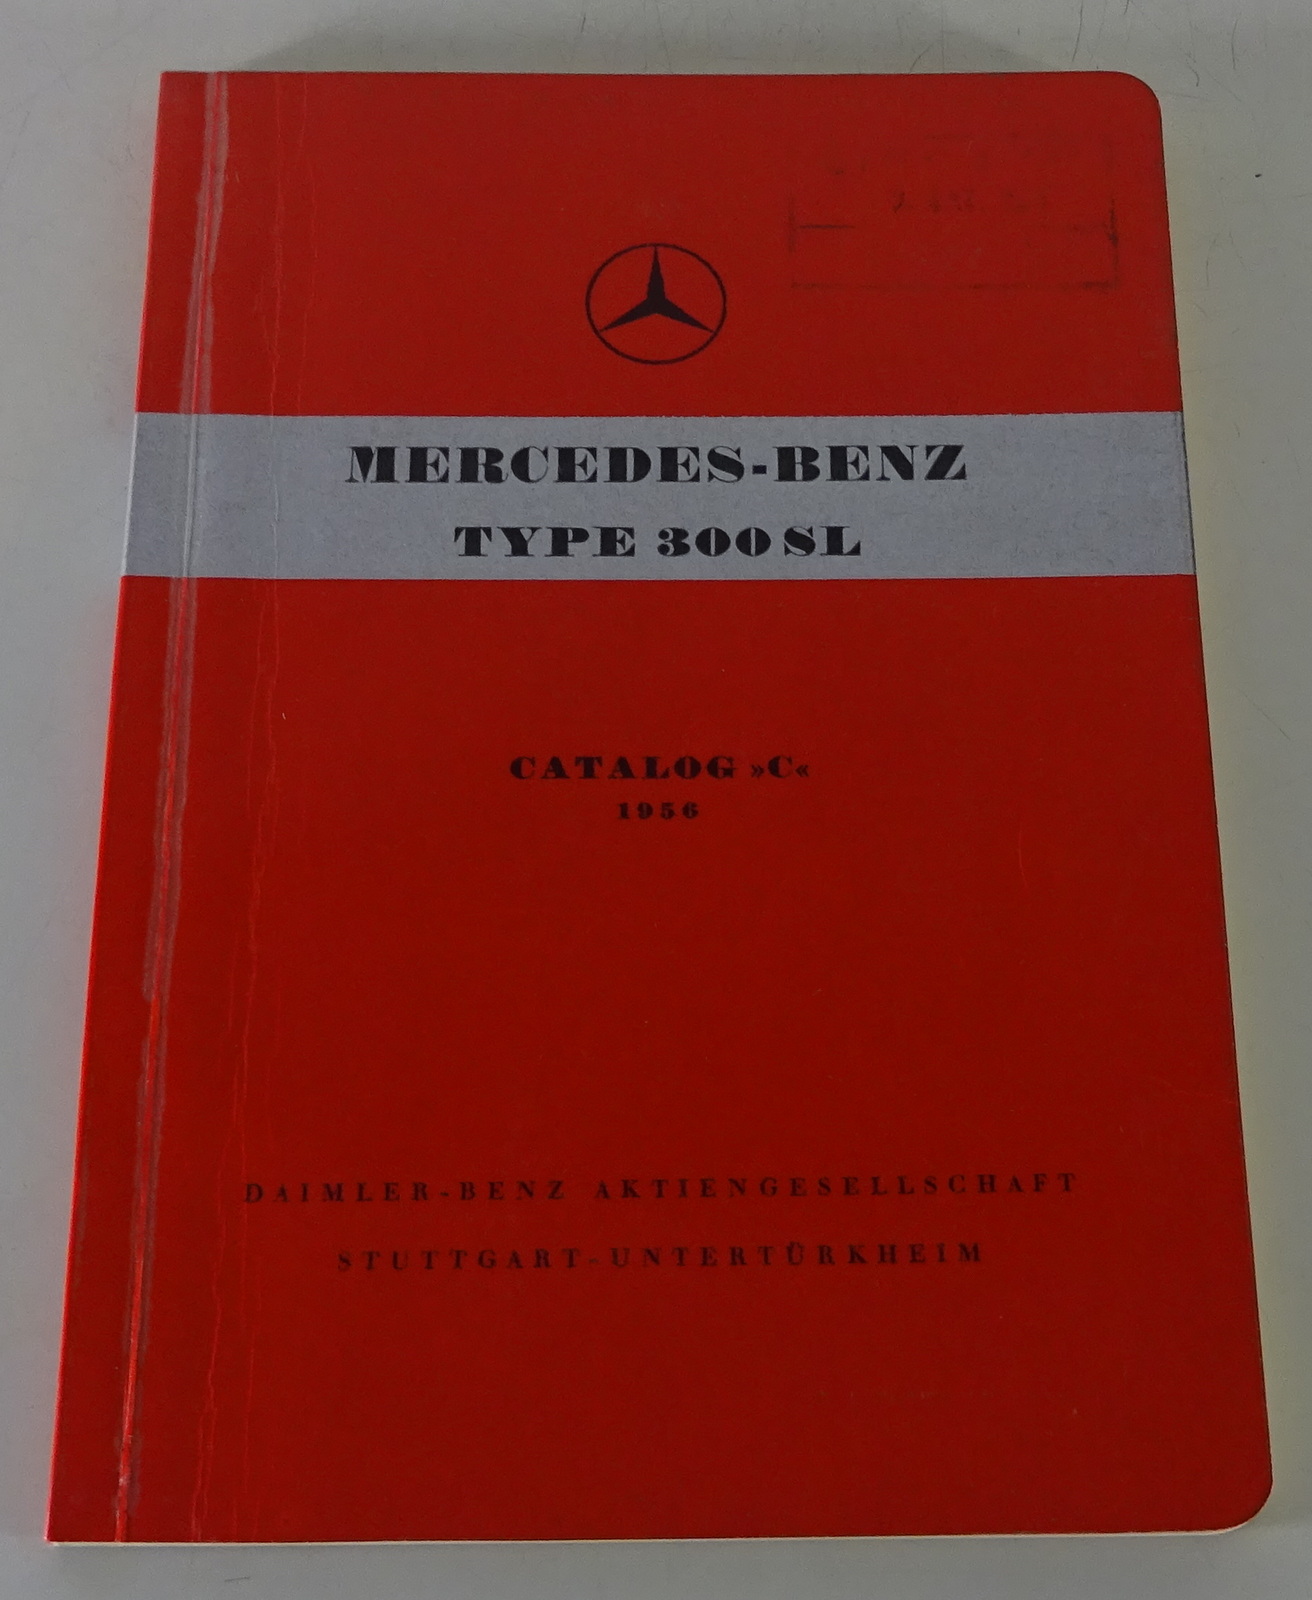 MERCEDES-BENZ
TYPE 300 SL
CATALOG »C«
1956
DAIMLER-BENZ AKTIENGESELLSCHAFT
STUTTGART-UNTERTÜRKHEIM